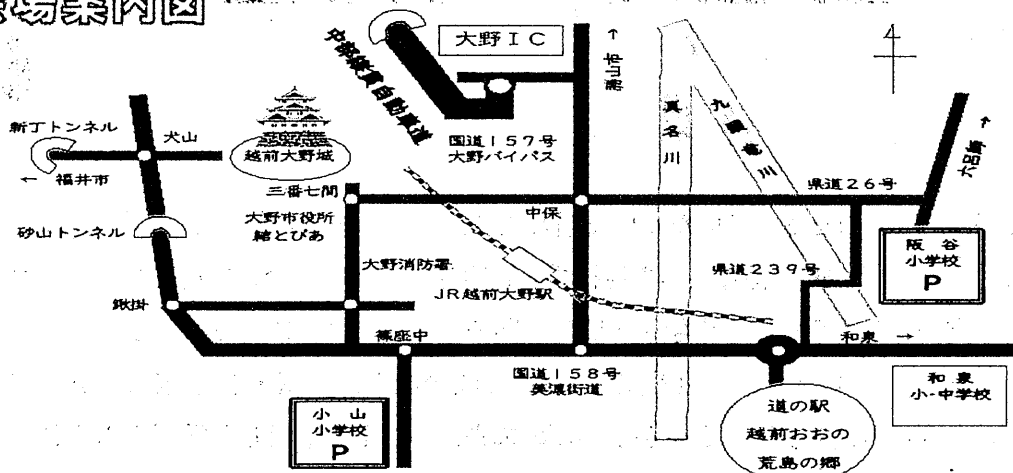 場案内図
大野IC
中部縦貫自動車道
↑
勝山市
真名川
九頭竜川
新丁トンネル
犬山
←
福井市
越前大野城
国道157号
大野バイパス
六呂師
→
県道26号
三番七間
中保
大野市役所
結とぴあ
砂山トンネル
阪谷
小学校
P
大野消防署
県道239号
JR越前大野駅
鍬掛
篠座中
和泉 →
国道158号
美濃街道
和泉
小・中学校
小山
小学校
P
道の駅
越前おおの
荒島の郷